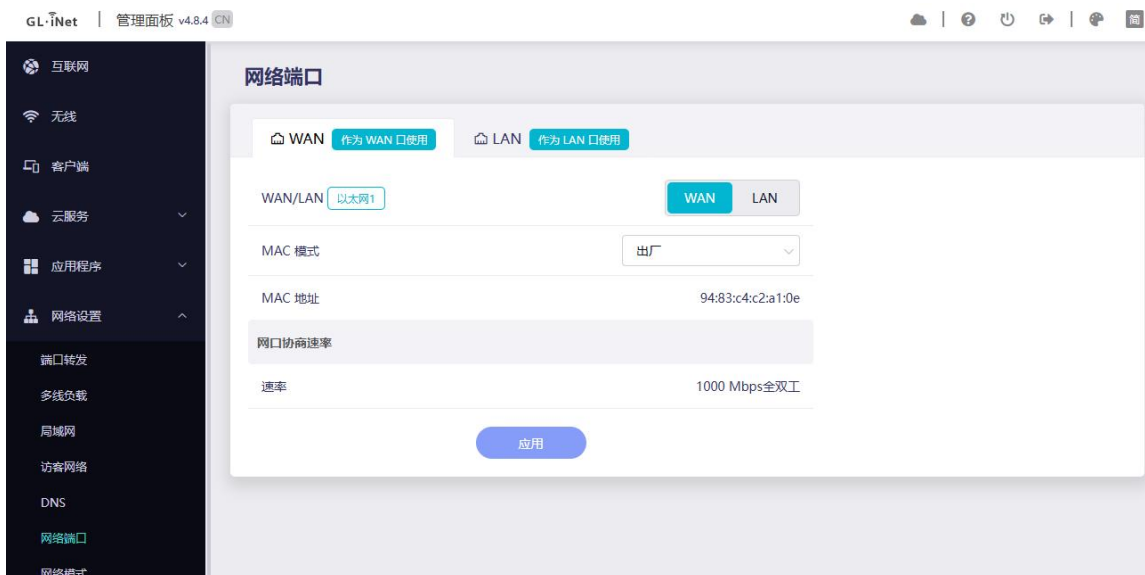 GL·iNet | 管理面板 v4.8.4 CN
简
互联网
无线
客户端
云服务
应用程序
网络设置
端口转发
多线负载
局域网
访客网络
DNS
网络端口
网络模式
网络端口
WAN 作为 WAN 口使用 LAN 作为 LAN 口使用
WAN/LAN 以太网1 WAN LAN
MAC 模式 出厂
MAC 地址 94:83:c4:c2:a1:0e
网口协商速率
速率 1000 Mbps全双工
应用